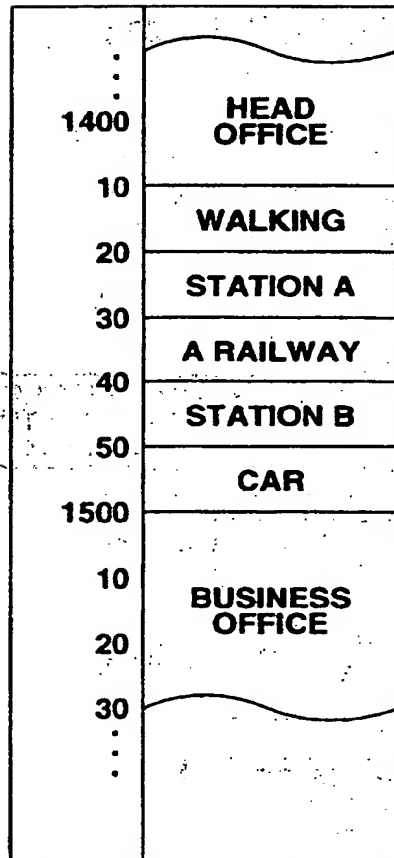 1400
HEAD
OFFICE
10
WALKING
20
STATION A
30
A RAILWAY
40
STATION B
50
CAR
1500
10
BUSINESS
OFFICE
20
30